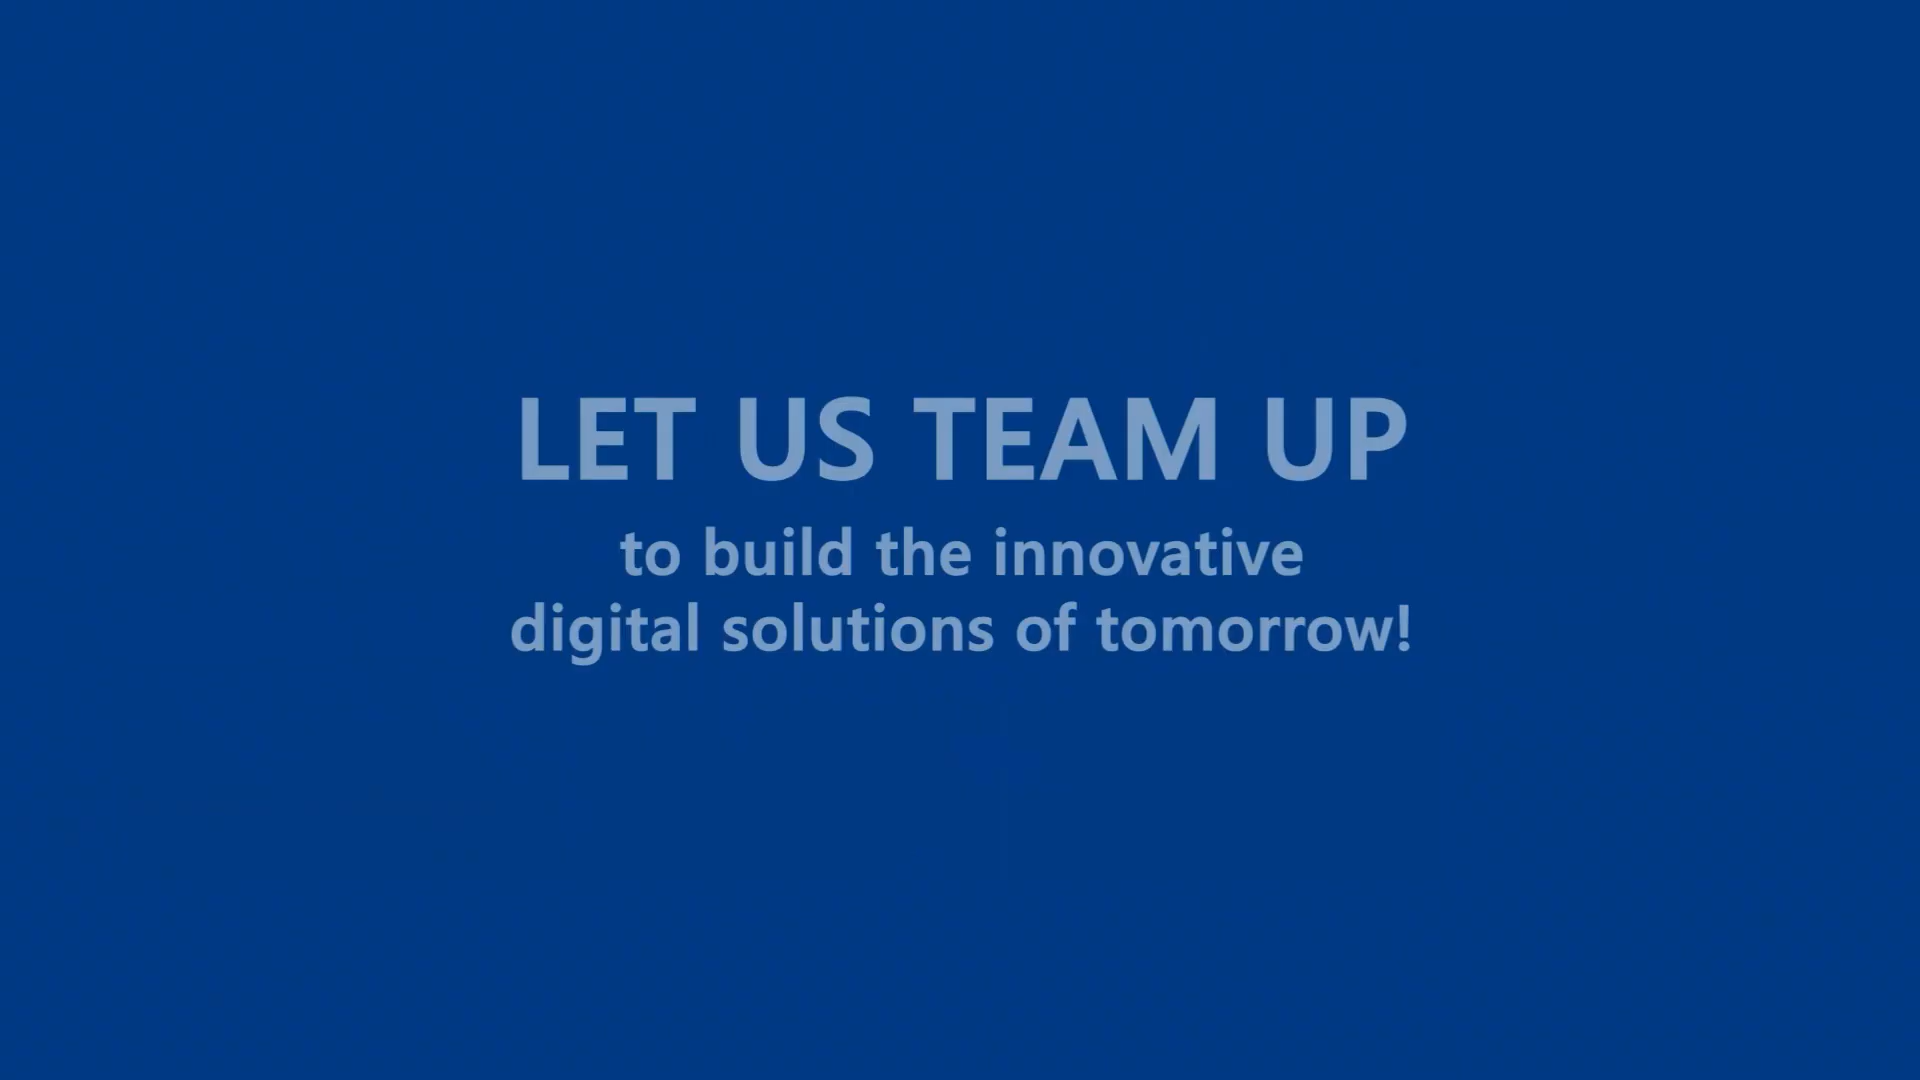 LET US TEAM UP
to build the innovative
digital solutions of tomorrow!